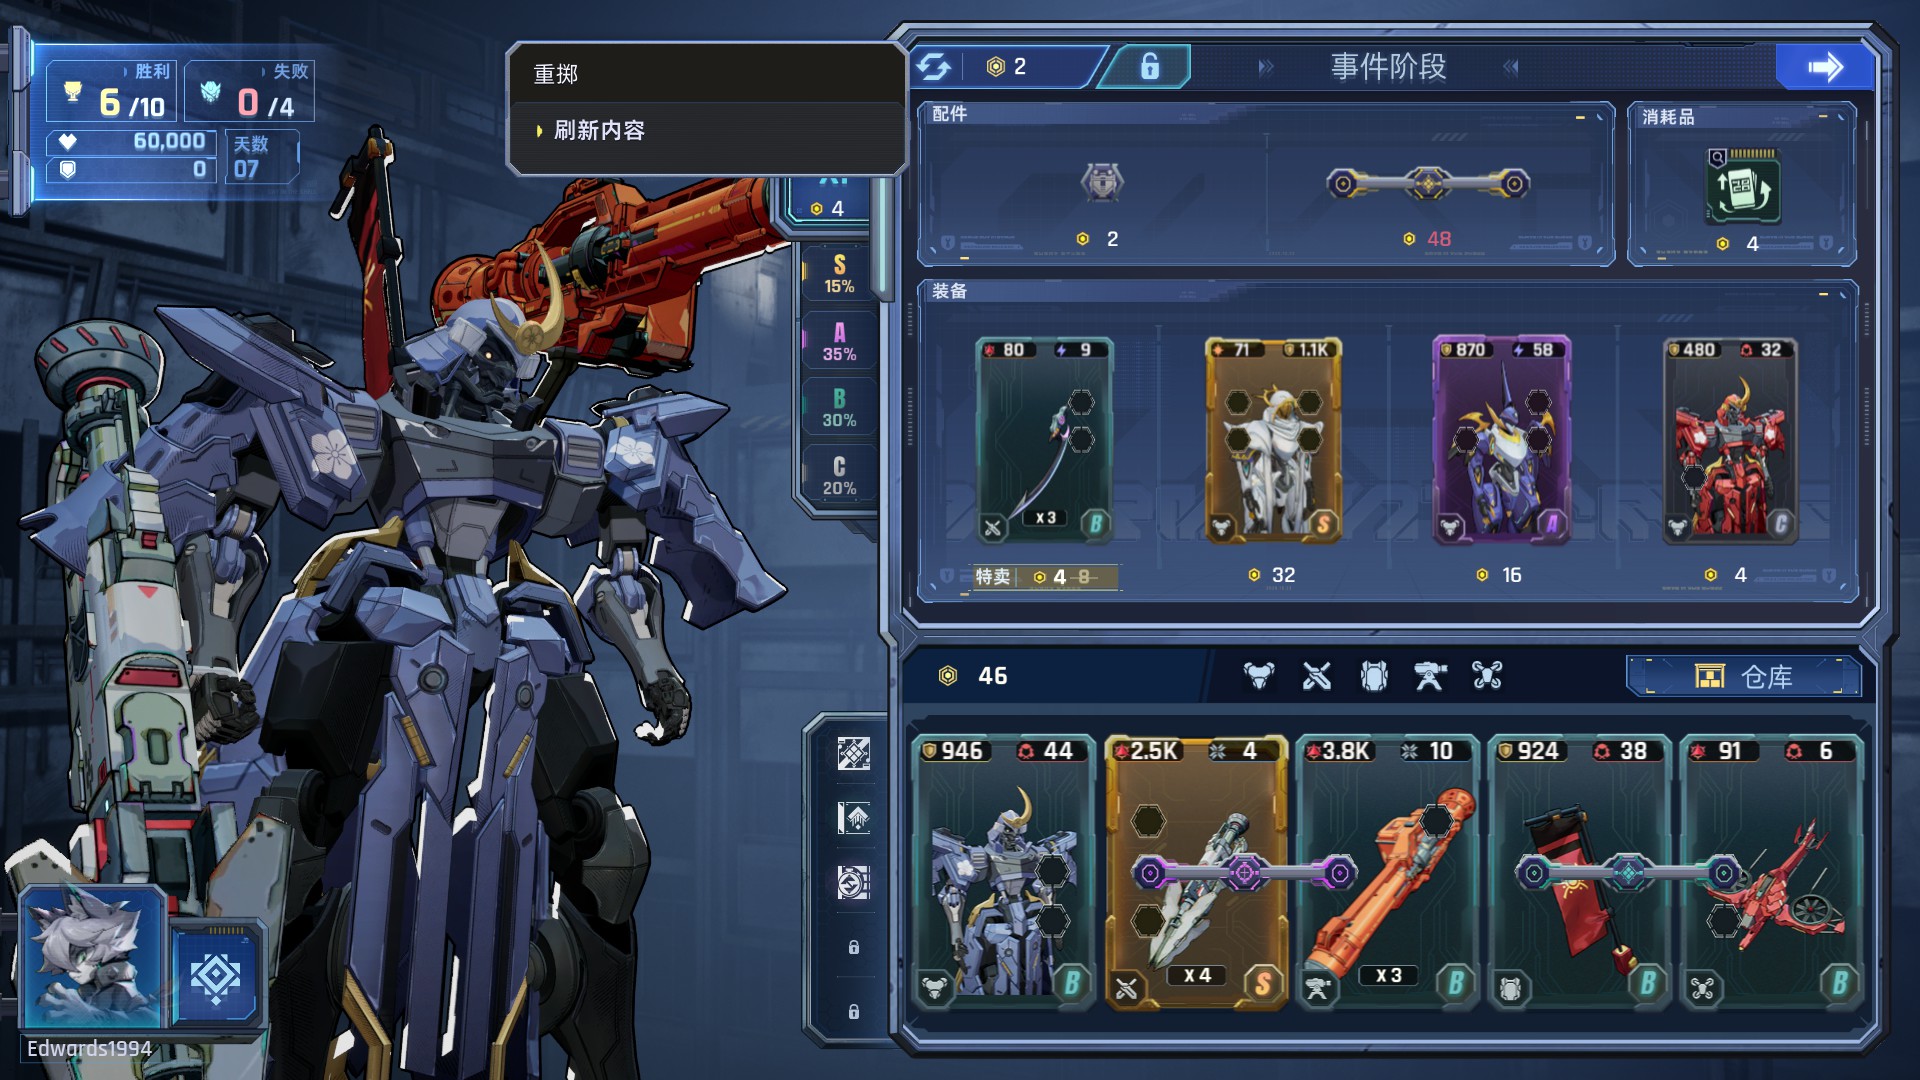 胜利
6/10
失败
0/4
60,000
0
天数
07
重掷
刷新内容
4
S
15%
A
35%
B
30%
C
20%
2
事件阶段
配件
2
48
消耗品
4
装备
80 9
x3
B
特卖 4 8
71 1.1K
S
32
870 58
A
16
480 32
C
4
46
仓库
946 44
B
2.5K 4
x4
S
3.8K 10
x3
B
924 38
B
91 6
B
Edwards1994